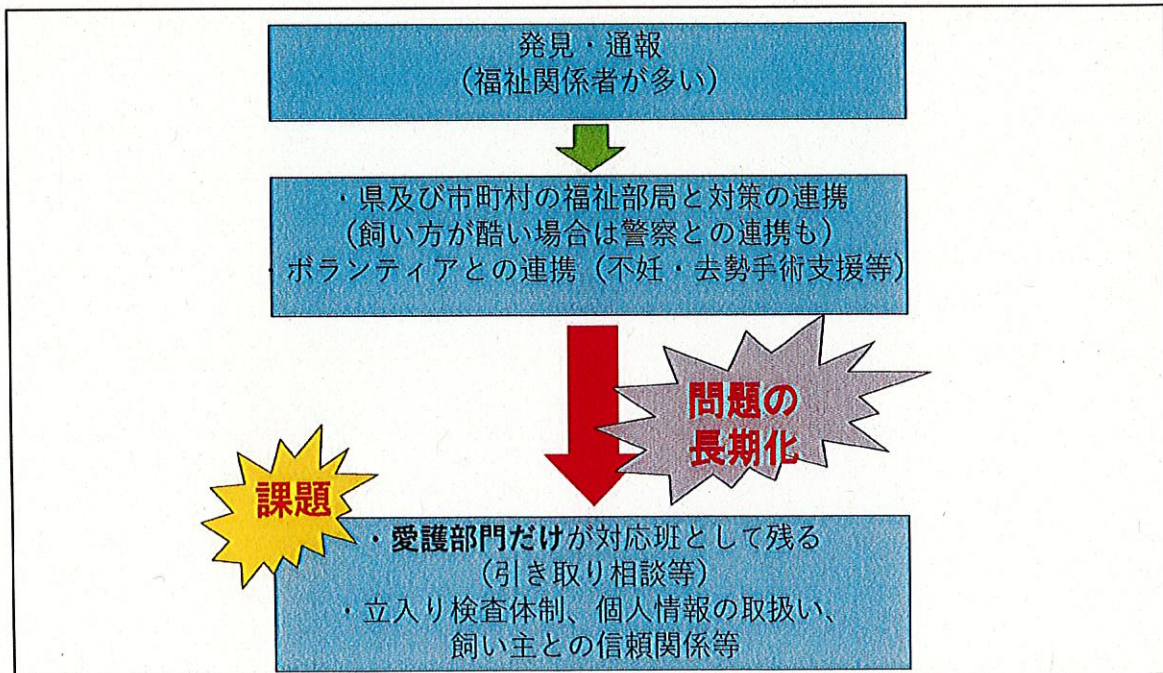 発見・通報
（福祉関係者が多い）
・県及び市町村の福祉部局と対策の連携
（飼い方が酷い場合は警察との連携も）
・ボランティアとの連携（不妊・去勢手術支援等）
問題の
長期化
課題
・愛護部門だけが対応班として残る
（引き取り相談等）
・立入り検査体制、個人情報の取扱い、
飼い主との信頼関係等